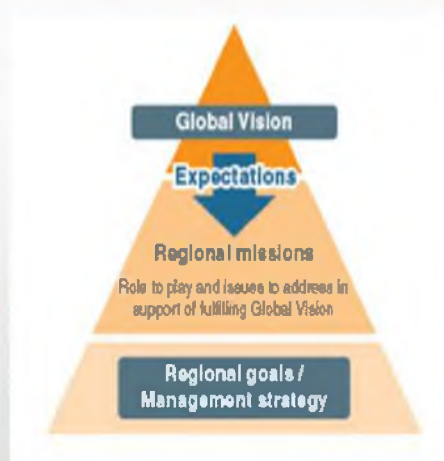 Global Vision
Expectations
Regional missions
Role to play and issues to address in
support of fulfilling Global Vision
Regional goals /
Management strategy